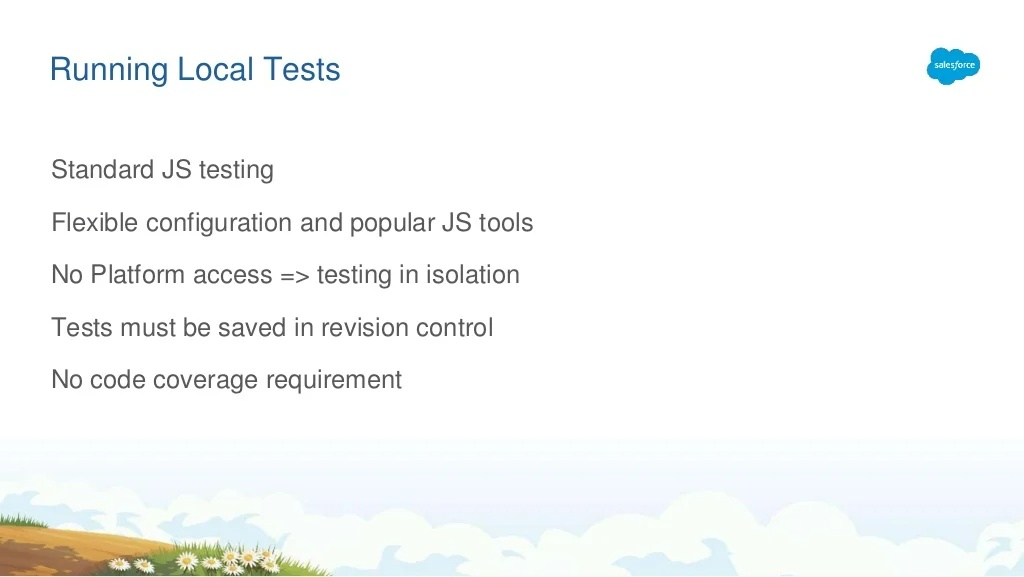 Running Local Tests
salesforce
Standard JS testing
Flexible configuration and popular JS tools
No Platform access => testing in isolation
Tests must be saved in revision control
No code coverage requirement